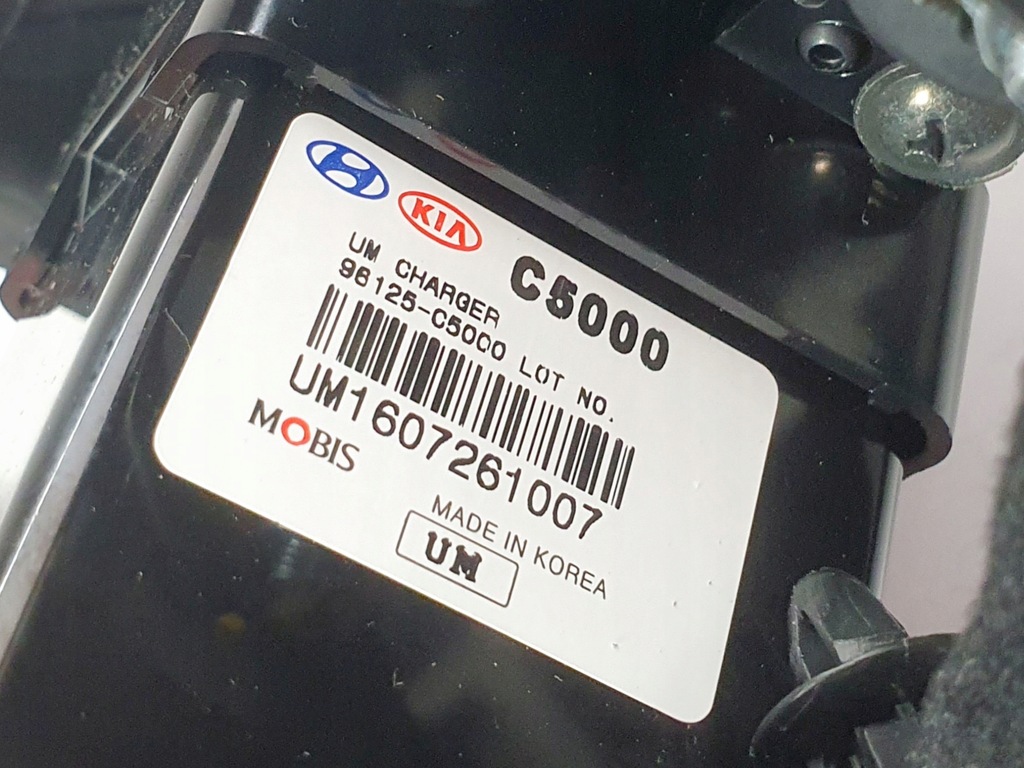 KIA
C5000
UM CHARGER
96125-C5000 LOT NO.
UM1607261007
MOBIS
MADE IN KOREA
UM